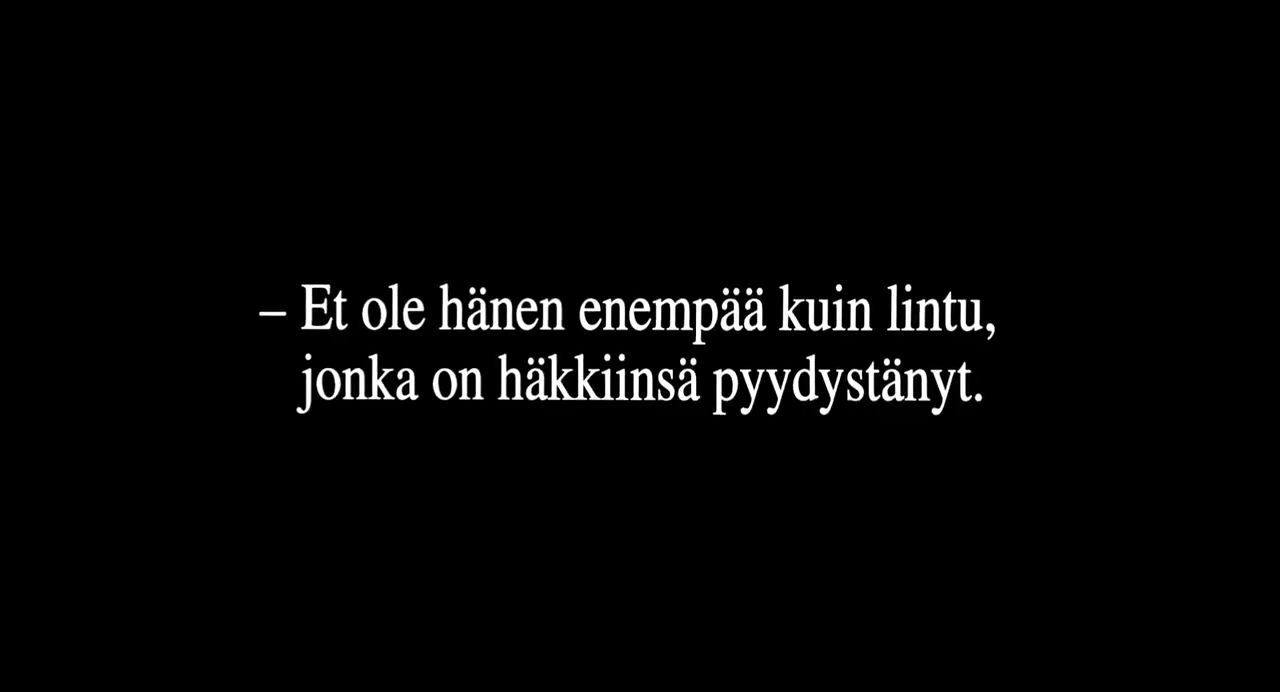 – Et ole hänen enempää kuin lintu,
jonka on häkkiinsä pyydystänyt.